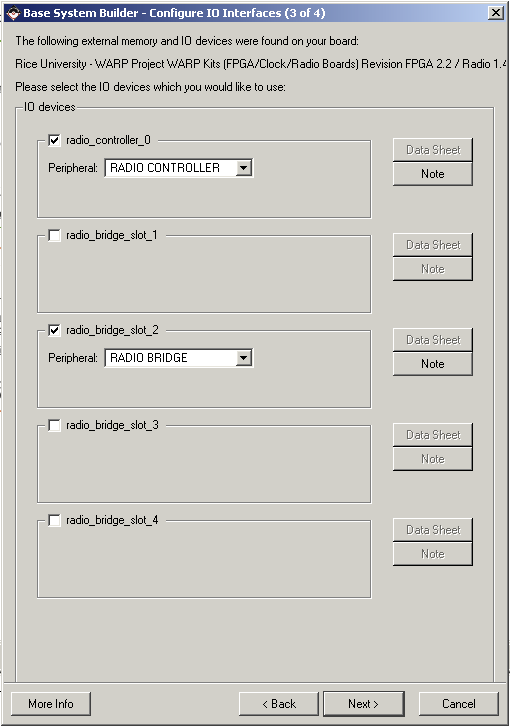 Base System Builder - Configure IO Interfaces (3 of 4)
The following external memory and IO devices were found on your board:
Rice University - WARP Project WARP Kits (FPGA/Clock/Radio Boards) Revision FPGA 2.2 / Radio 1.4
Please select the IO devices which you would like to use:
IO devices
radio_controller_0
Data Sheet
Peripheral: RADIO CONTROLLER
Note
radio_bridge_slot_1
Data Sheet
Note
radio_bridge_slot_2
Data Sheet
Peripheral: RADIO BRIDGE
Note
radio_bridge_slot_3
Data Sheet
Note
radio_bridge_slot_4
Data Sheet
Note
More Info < Back Next > Cancel